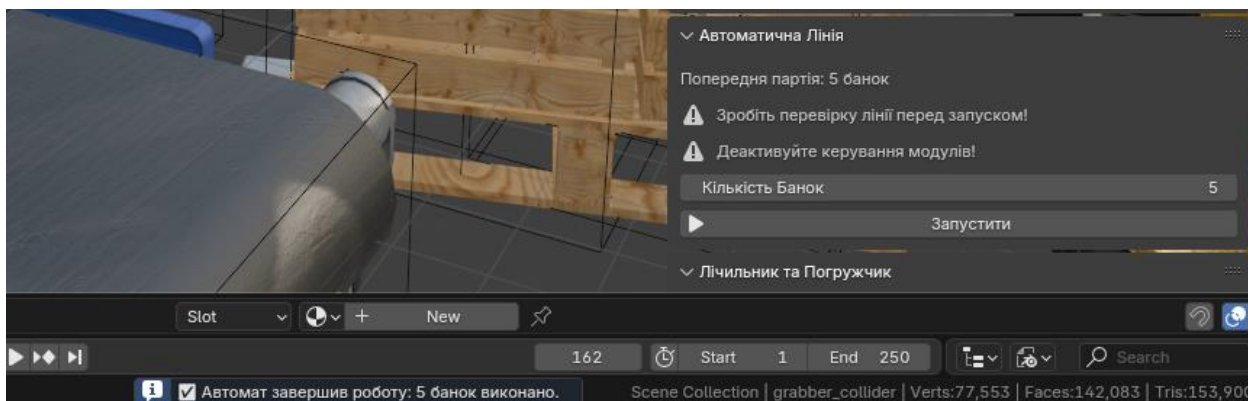 Автоматична Лінія
Попередня партія: 5 банок
Зробіть перевірку лінії перед запуском!
Деактивуйте керування модулів!
Кількість Банок 5
Запустити
Лічильник та Погружчик
Slot New
162 Start 1 End 250 Search
Автомат завершив роботу: 5 банок виконано. Scene Collection | grabber_collider | Verts:77,553 | Faces:142,083 | Tris:153,900